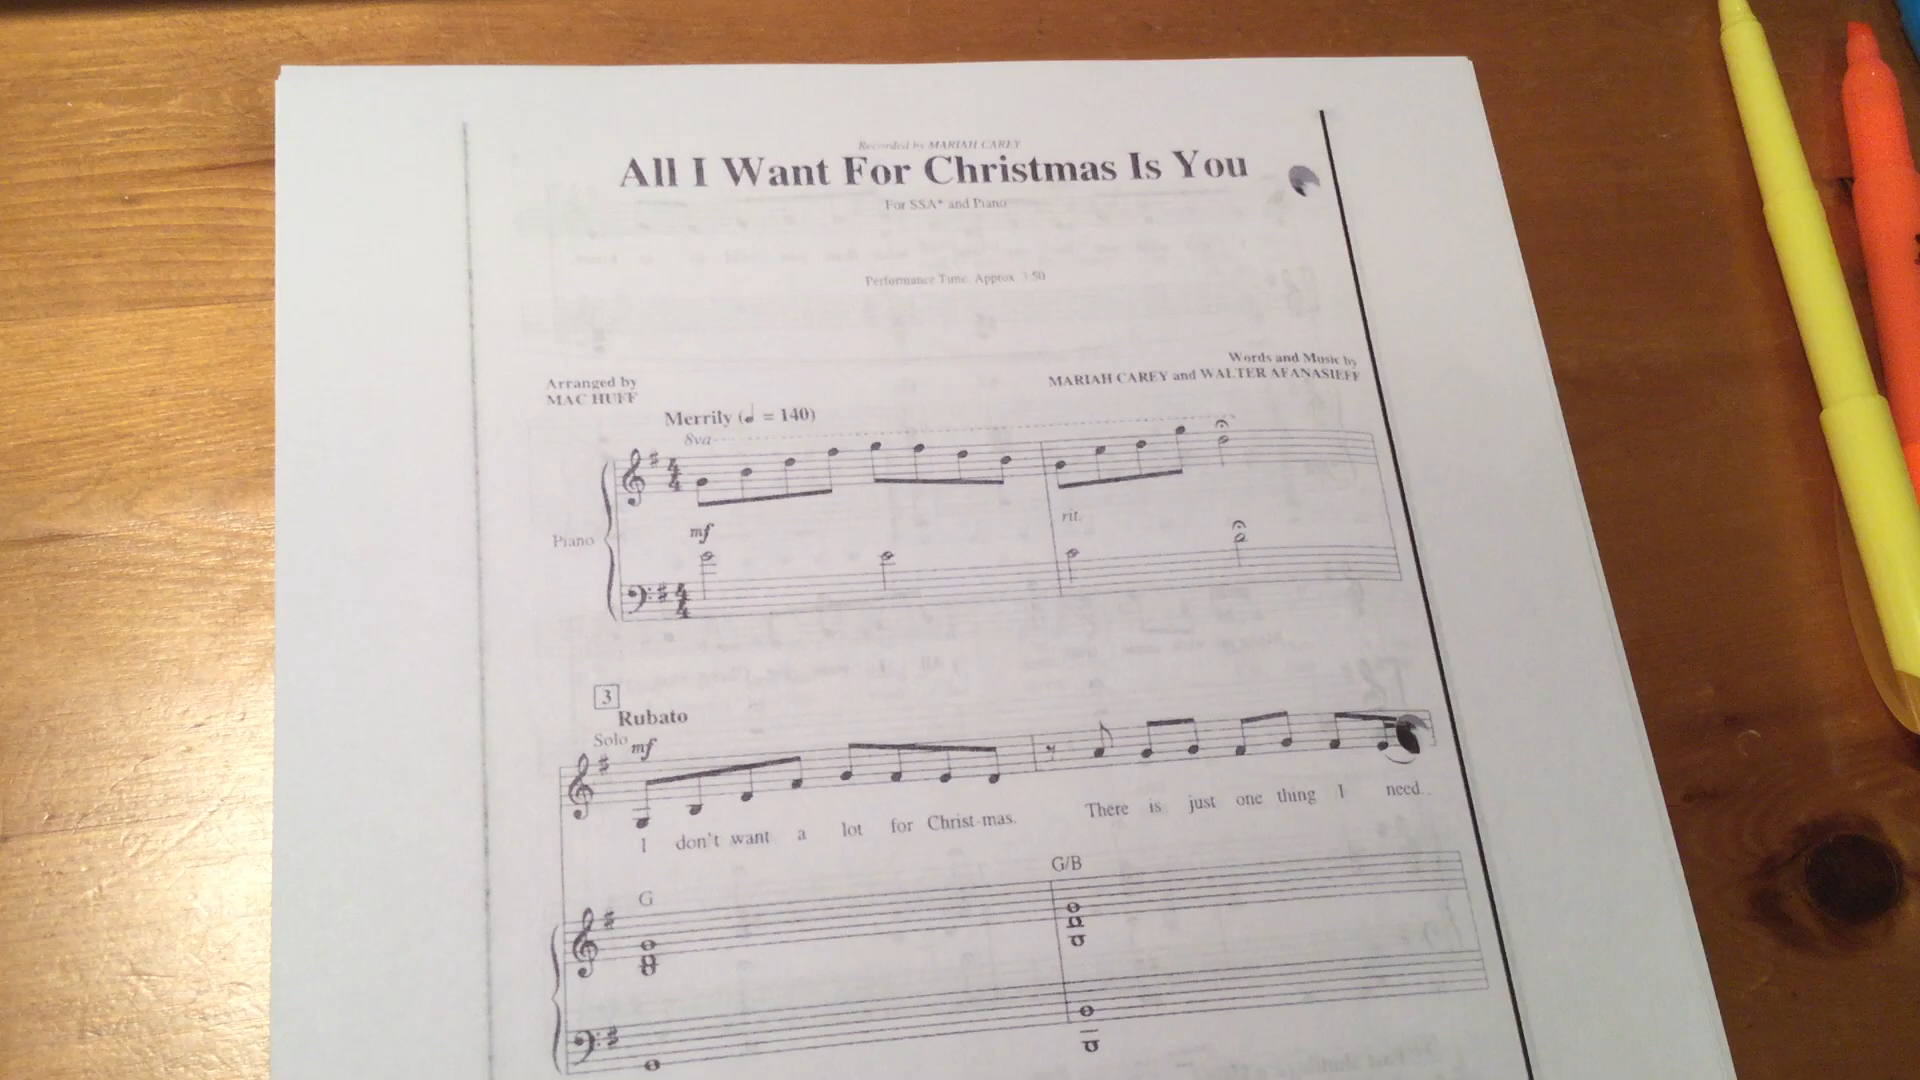 Recorded by MARIAH CAREY
All I Want For Christmas Is You
For SSA* and Piano
Performance Time: Approx. 3:50
Arranged by
MAC HUFF
Words and Music by
MARIAH CAREY and WALTER AFANASIEFF
Merrily (♩ = 140)
8va
Piano
mf
rit.
3
Rubato
Solo mf
I don't want a lot for Christ-mas. There is just one thing I need.
G G/B